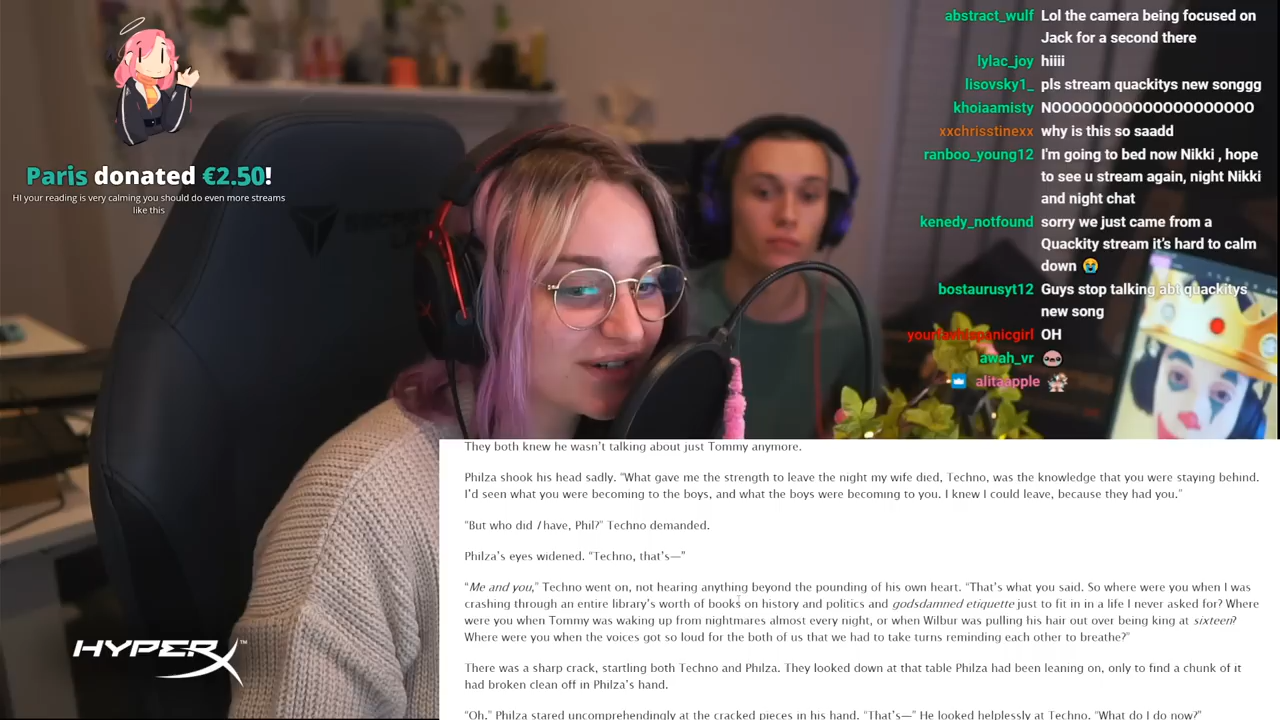 Paris donated €2.50!
HI your reading is very calming you should do even more streams
like this
HYPERX™
abstract_wulf Lol the camera being focused on
Jack for a second there
lylac_joy hiiii
lisovsky1_ pls stream quackitys new songgg
khoiaamisty NOOOOOOOOOOOOOOOOOOO
xxchrisstinexx why is this so saadd
ranboo_young12 I'm going to bed now Nikki , hope
to see u stream again, night Nikki
and night chat
kenedy_notfound sorry we just came from a
Quackity stream it's hard to calm
down 😭
bostaurusyt12 Guys stop talking abt quackitys
new song
OH
awah_vr
alitaapple
They both knew he wasn't talking about just Tommy anymore.
Philza shook his head sadly. "What gave me the strength to leave the night my wife died, Techno, was the knowledge that you were staying behind.
I'd seen what you were becoming to the boys, and what the boys were becoming to you. I knew I could leave, because they had you."
"But who did I have, Phil?" Techno demanded.
Philza's eyes widened. "Techno, that's—"
"Me and you," Techno went on, not hearing anything beyond the pounding of his own heart. "That's what you said. So where were you when I was
crashing through an entire library's worth of books on history and politics and godsdamned etiquette just to fit in in a life I never asked for? Where
were you when Tommy was waking up from nightmares almost every night, or when Wilbur was pulling his hair out over being king at sixteen?
Where were you when the voices got so loud for the both of us that we had to take turns reminding each other to breathe?"
There was a sharp crack, startling both Techno and Philza. They looked down at that table Philza had been leaning on, only to find a chunk of it
had broken clean off in Philza's hand.
"Oh." Philza stared uncomprehendingly at the cracked pieces in his hand. "That's—" He looked helplessly at Techno. "What do I do now?"